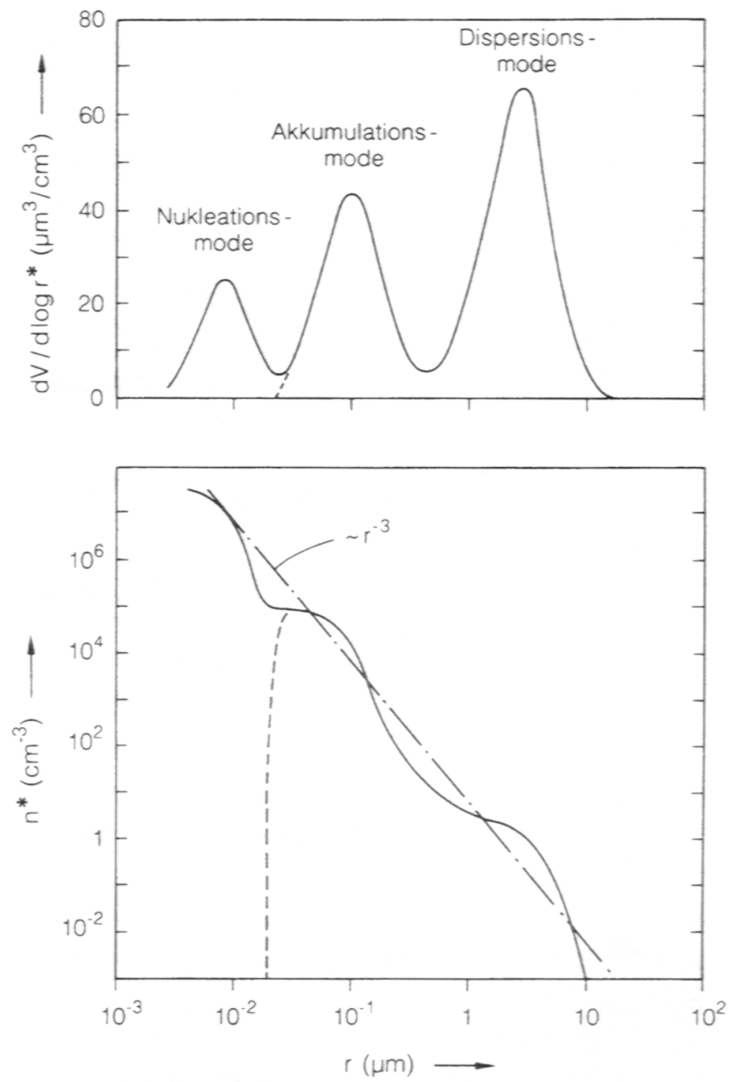 80
60
40
20
0
dV/dlog r* (μm³/cm³)
Nukleations-
mode
Akkumulations-
mode
Dispersions-
mode
10⁶
10⁴
10²
1
10⁻²
n* (cm⁻³)
~r⁻³
10⁻³ 10⁻² 10⁻¹ 1 10 10²
r (μm)